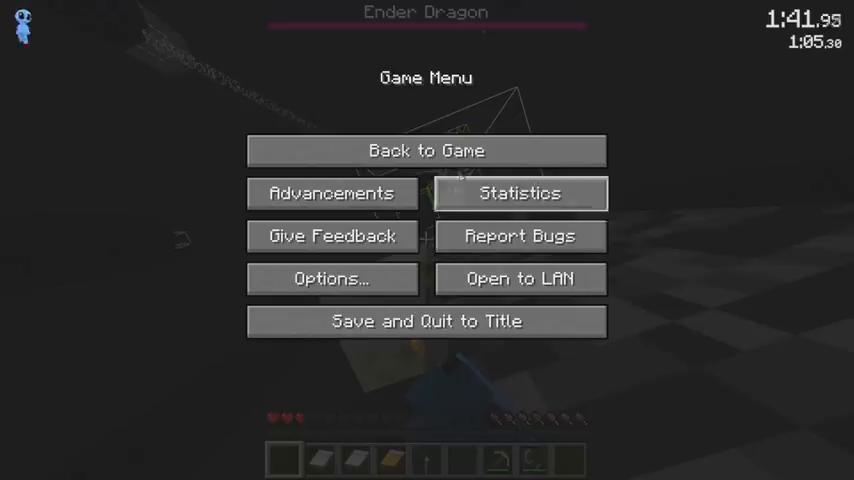 Ender Dragon
1:41.95
1:05.30
Game Menu
Back to Game
Advancements
Statistics
Give Feedback
Report Bugs
Options...
Open to LAN
Save and Quit to Title